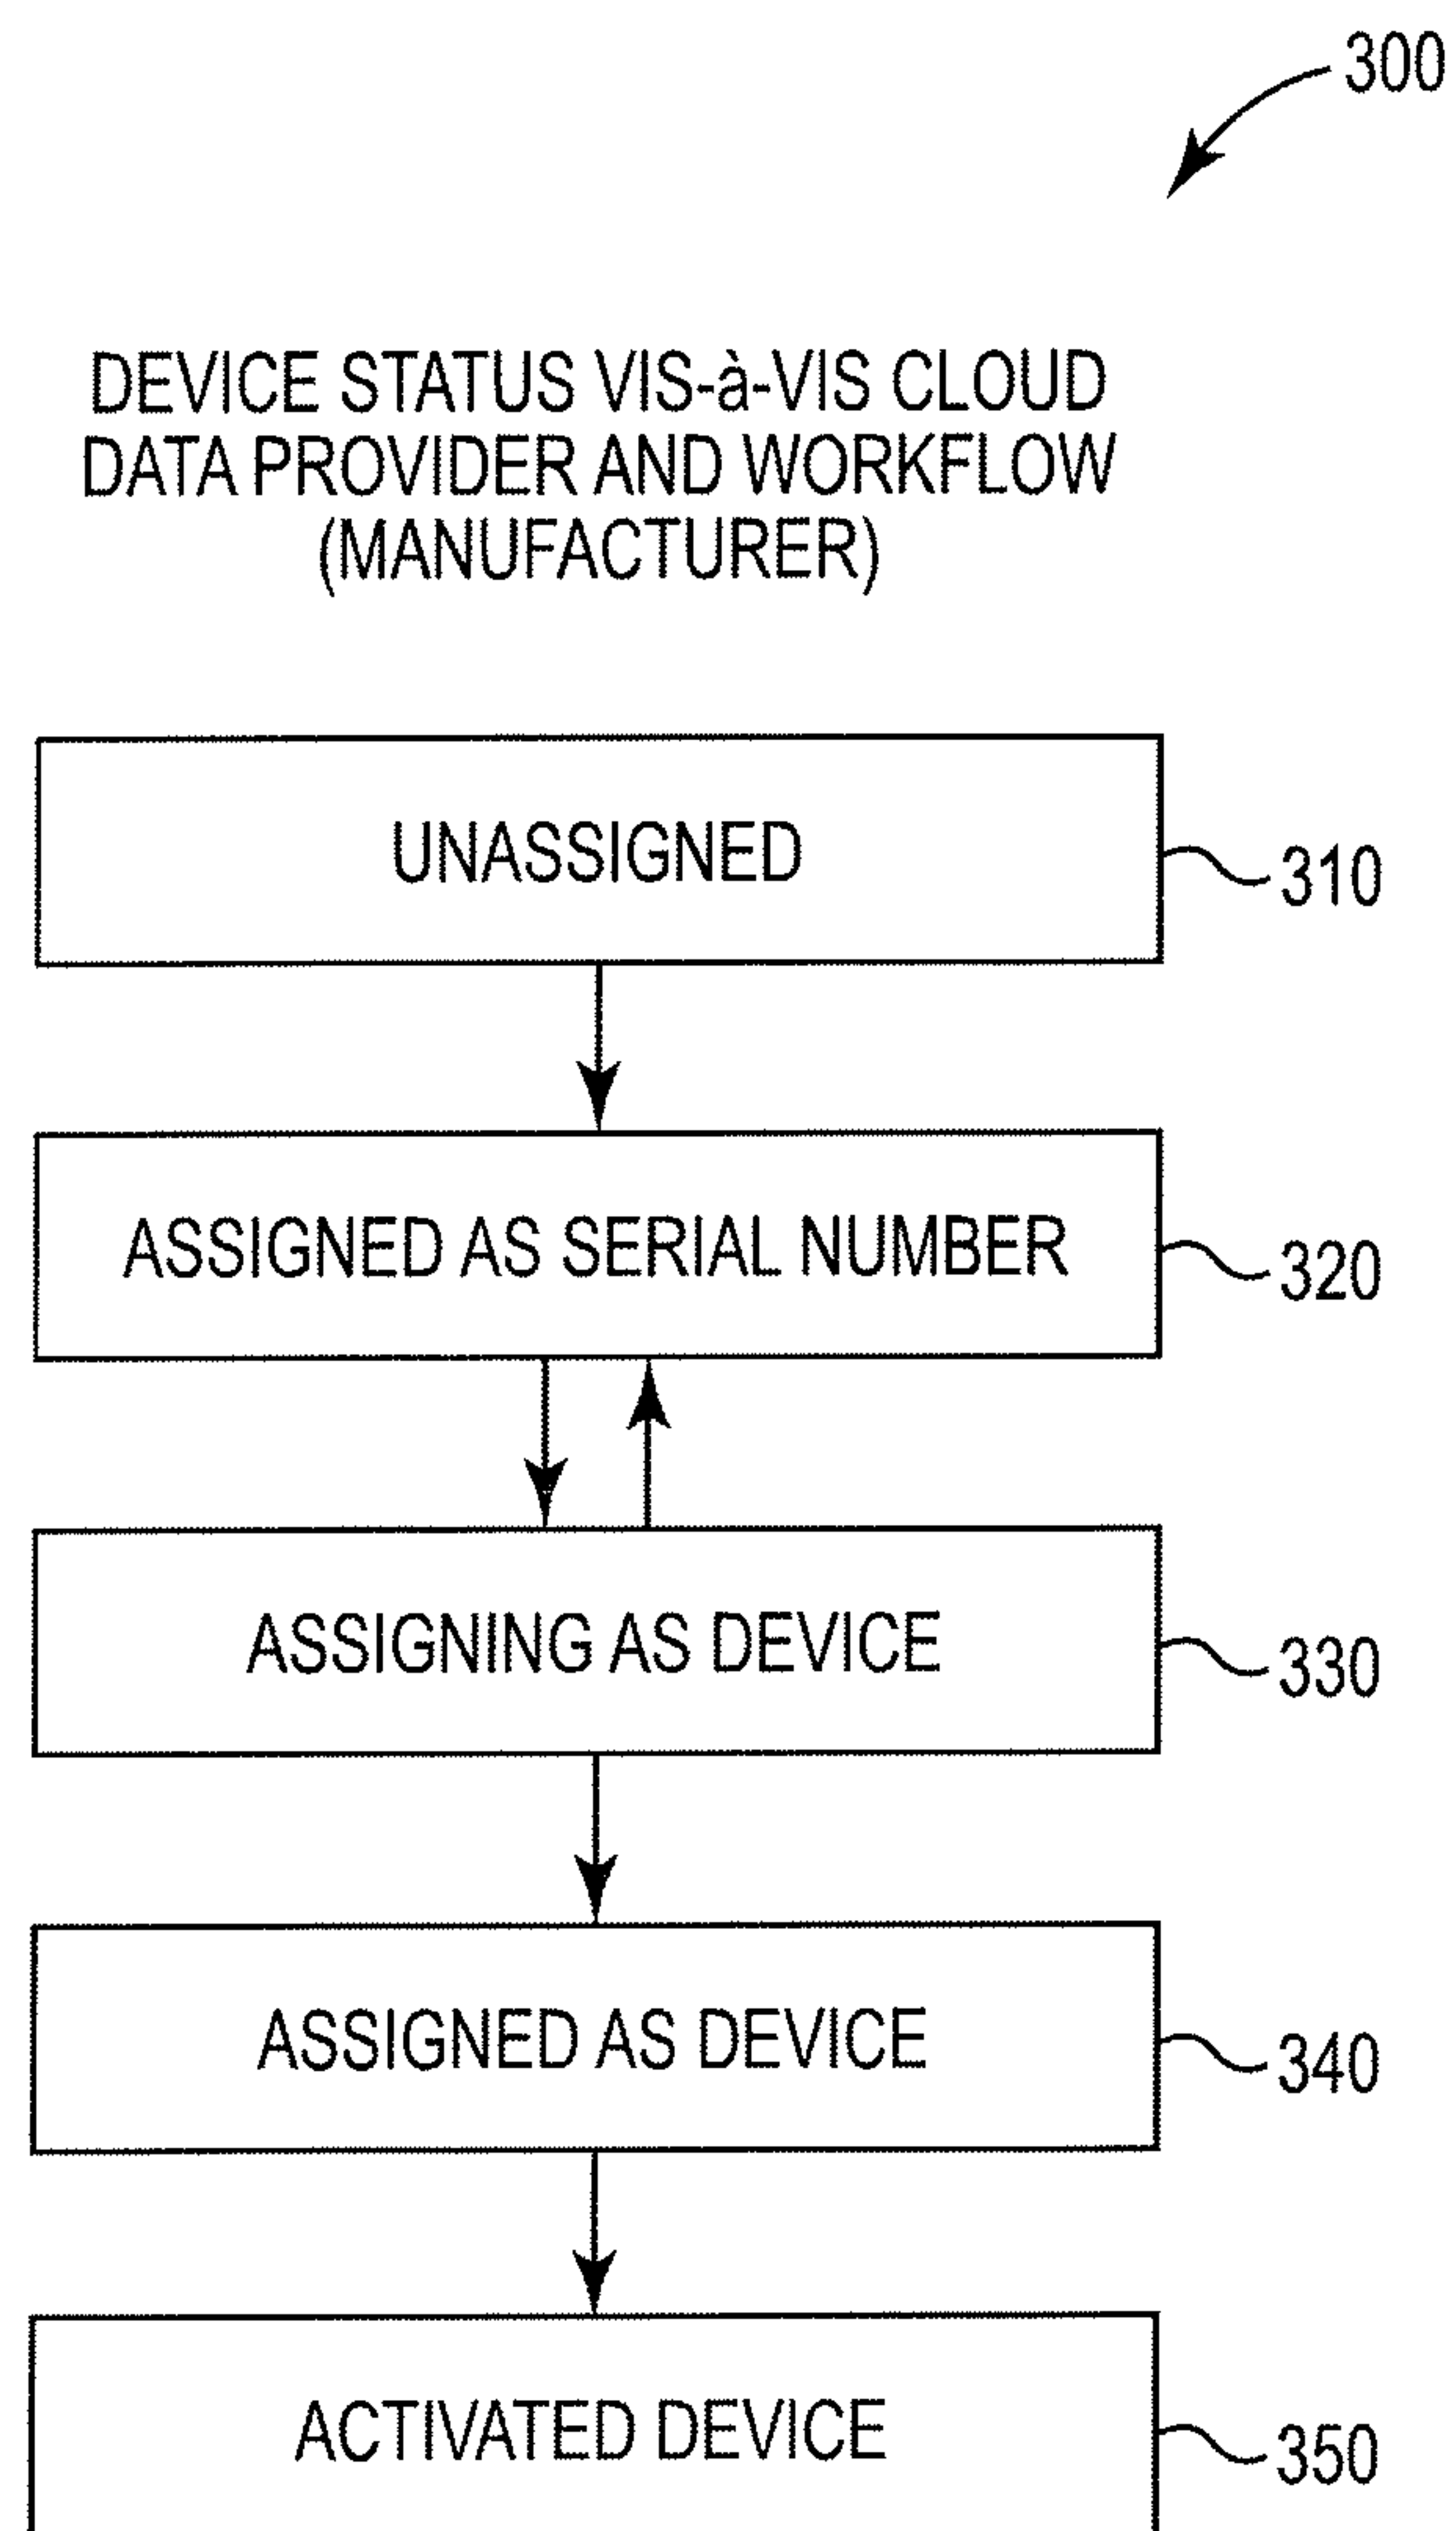 300
DEVICE STATUS VIS-à-VIS CLOUD
DATA PROVIDER AND WORKFLOW
(MANUFACTURER)
UNASSIGNED
310
ASSIGNED AS SERIAL NUMBER
320
ASSIGNING AS DEVICE
330
ASSIGNED AS DEVICE
340
ACTIVATED DEVICE
350